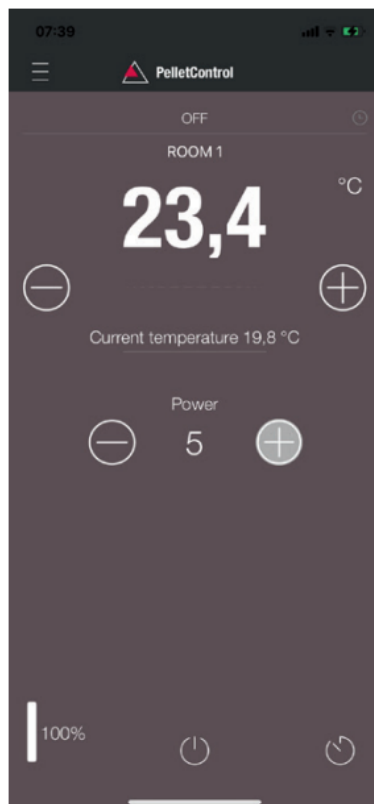 07:39
PelletControl
OFF
ROOM 1
23,4
°C
Current temperature 19,8 °C
Power
5
100%